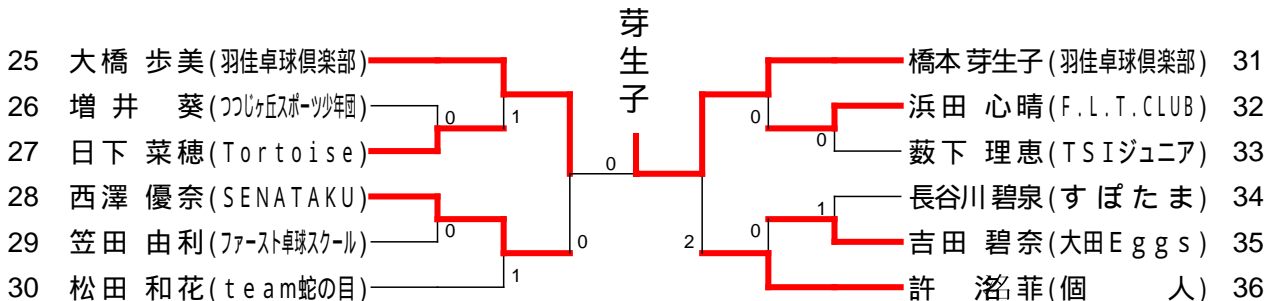 芽生子
25 大橋 歩美(羽佳卓球倶楽部)
26 増井 葵(つつじヶ丘スポーツ少年団)
27 日下 菜穂(Tortoise)
28 西澤 優奈(SENATAKU)
29 笠田 由利(ファースト卓球スクール)
30 松田 和花(team蛇の目)
0
1
0
1
0
0
橋本 芽生子(羽佳卓球倶楽部) 31
浜田 心晴(F.L.T.CLUB) 32
薮下 理恵(TSIジュニア) 33
長谷川 碧泉(すぽたま) 34
吉田 碧奈(大田Eggs) 35
許 菲(個 人) 36
0
0
1
0
2